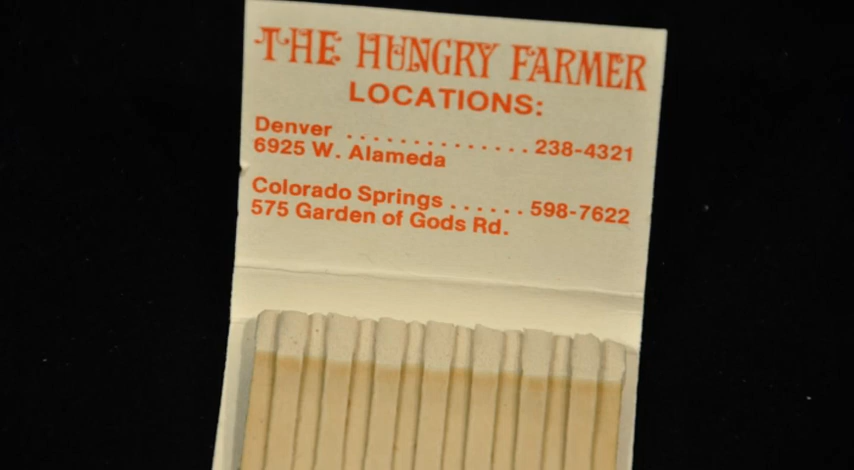 THE HUNGRY FARMER
LOCATIONS:
Denver .............. 238-4321
6925 W. Alameda
Colorado Springs ...... 598-7622
575 Garden of Gods Rd.